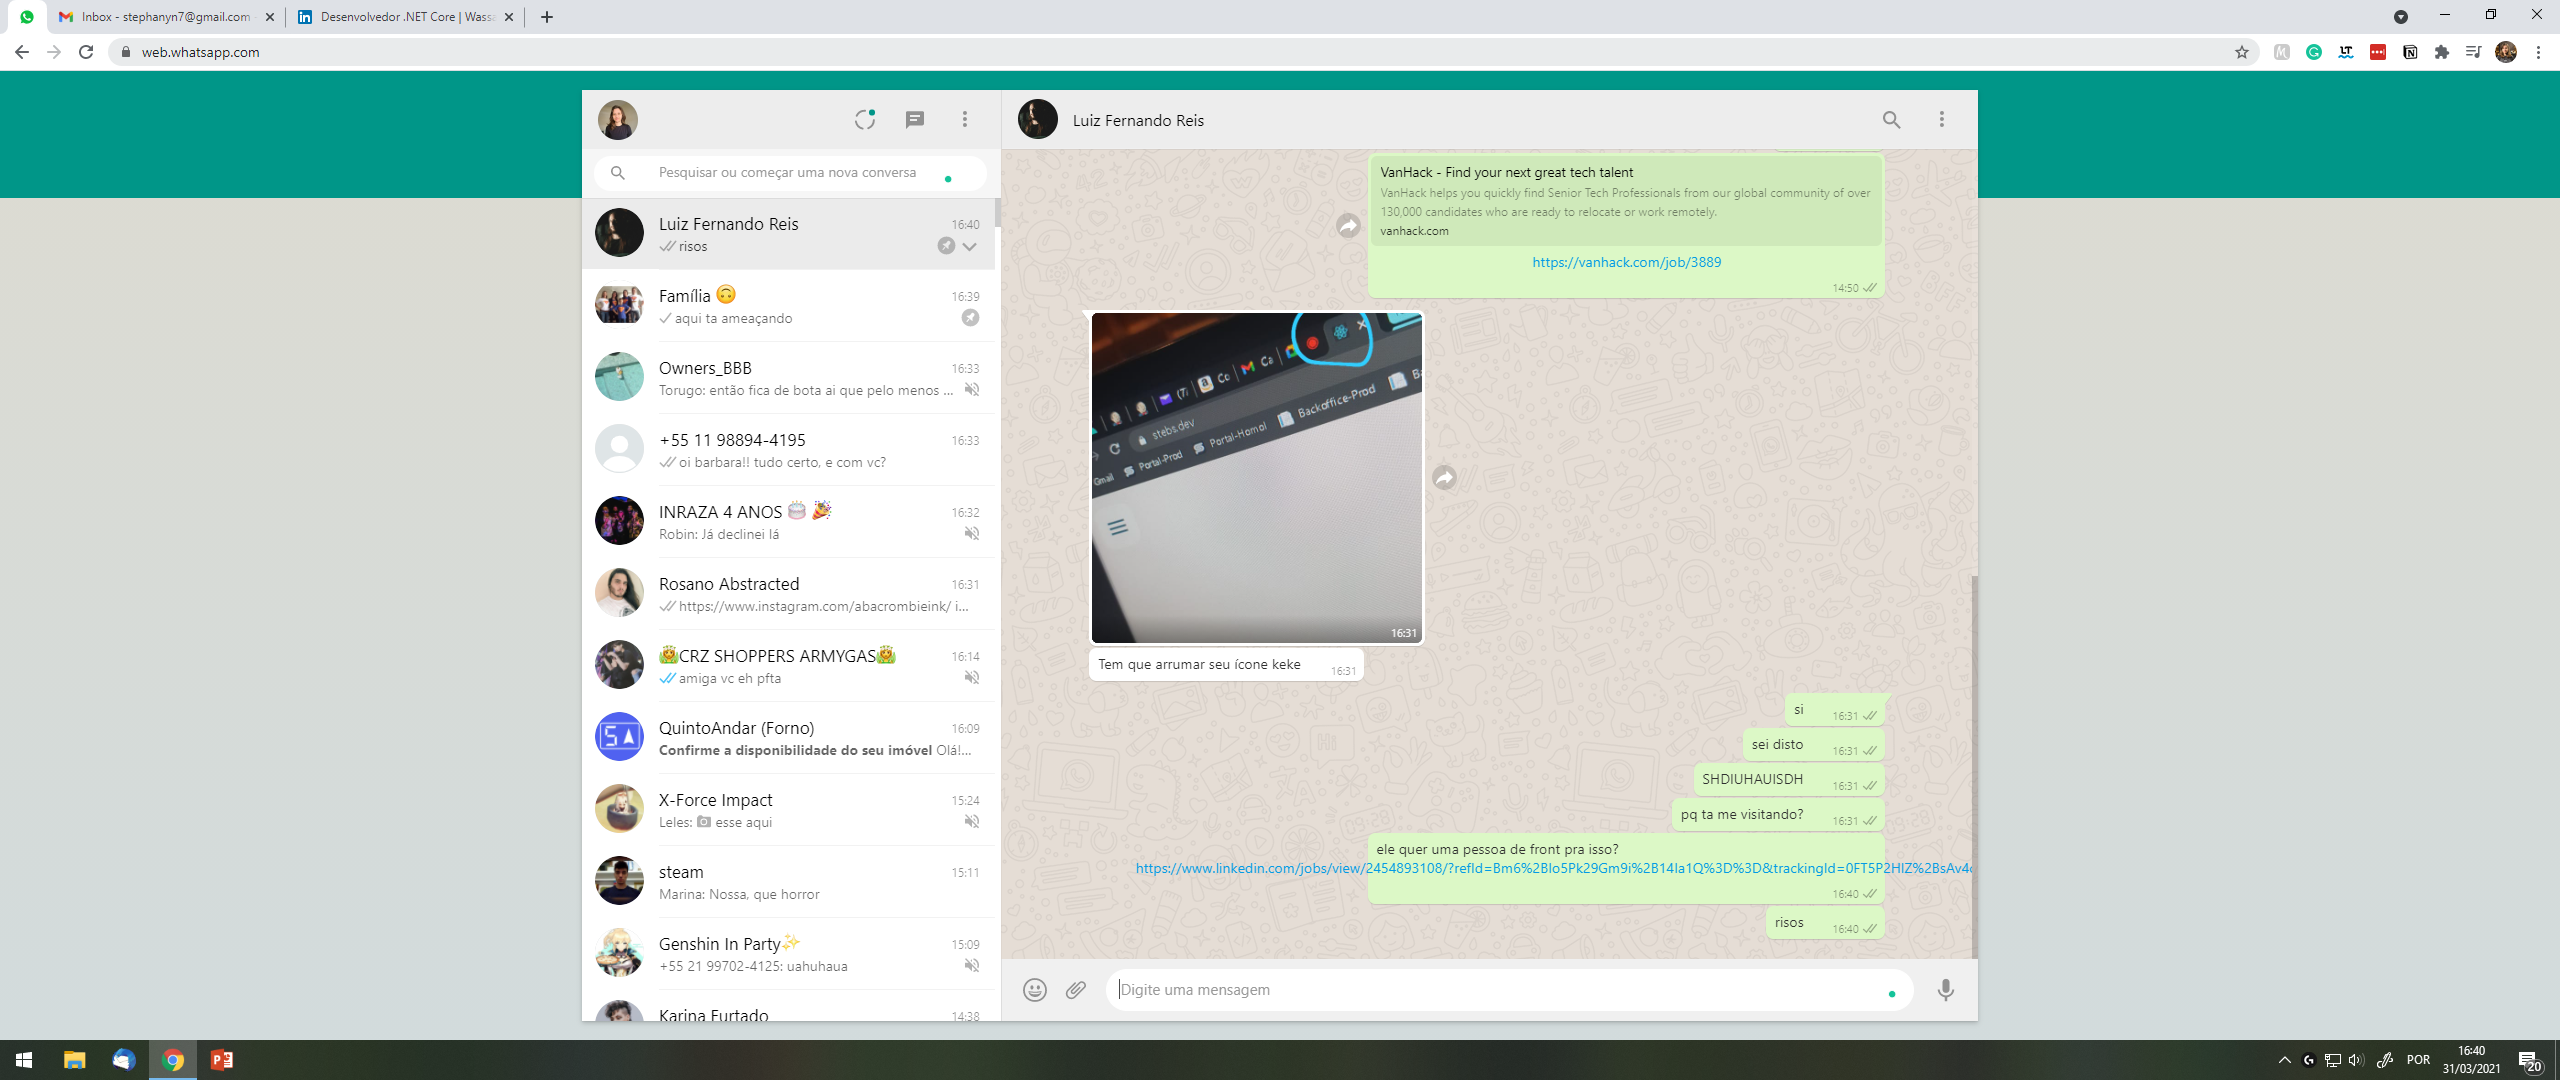 Inbox - stephanyn7@gmail.com
Desenvolvedor .NET Core | Wassa
web.whatsapp.com
Luiz Fernando Reis
Pesquisar ou começar uma nova conversa
Luiz Fernando Reis 16:40
risos
Família 🙃 16:39
aqui ta ameaçando
Owners_BBB 16:33
Torugo: então fica de bota ai que pelo menos ...
+55 11 98894-4195 16:33
oi barbara!! tudo certo, e com vc?
INRAZA 4 ANOS 🎂 🎉 16:32
Robin: Já declinei lá
Rosano Abstracted 16:31
https://www.instagram.com/abacrombieink/ i...
👸CRZ SHOPPERS ARMYGAS👸 16:14
amiga vc eh pfta
QuintoAndar (Forno) 16:09
Confirme a disponibilidade do seu imóvel Olá!...
X-Force Impact 15:24
Leles: 📷 esse aqui
steam 15:11
Marina: Nossa, que horror
Genshin In Party✨ 15:09
+55 21 99702-4125: uahuhaua
Karina Furtado 14:38
VanHack - Find your next great tech talent
VanHack helps you quickly find Senior Tech Professionals from our global community of over
130,000 candidates who are ready to relocate or work remotely.
vanhack.com
https://vanhack.com/job/3889
14:50
Ca
Co
(T)
stebs.dev
Gmail Portal-Prod Portal-Homol Backoffice-Prod Ba
16:31
Tem que arrumar seu ícone keke 16:31
si 16:31
sei disto 16:31
SHDIUHAUISDH 16:31
pq ta me visitando? 16:31
ele quer uma pessoa de front pra isso?
https://www.linkedin.com/jobs/view/2454893108/?refId=Bm6%2BIo5Pk29Gm9i%2B14Ia1Q%3D%3D&trackingId=0FT5P2HIZ%2BsAv4
16:40
risos 16:40
Digite uma mensagem
POR
16:40
31/03/2021
20